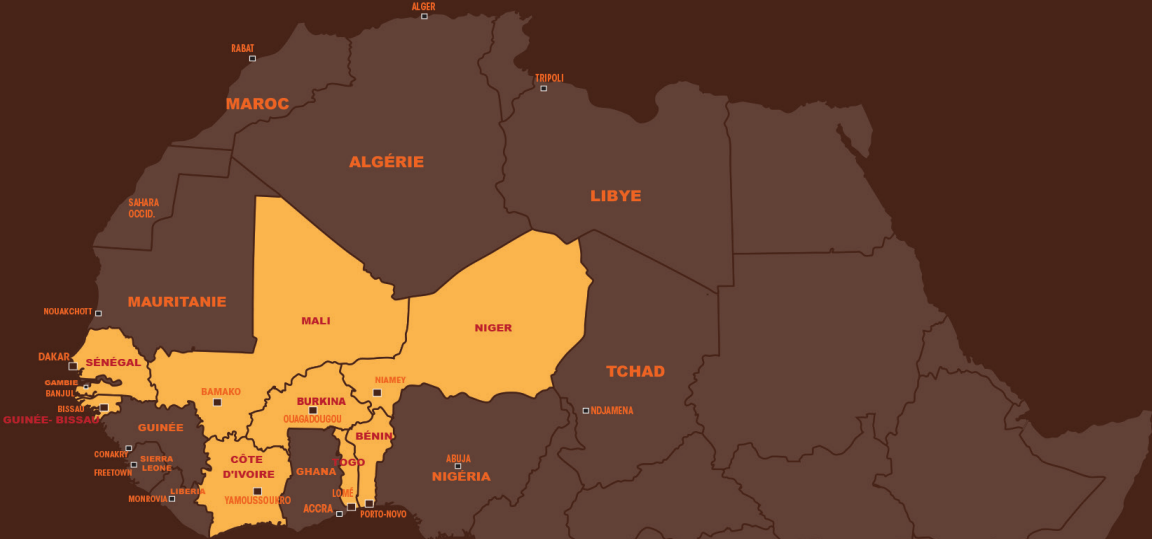 ALGER
RABAT
TRIPOLI
MAROC
ALGÉRIE
LIBYE
SAHARA
OCCID.
MAURITANIE
NOUAKCHOTT
MALI
NIGER
DAKAR
SÉNÉGAL
TCHAD
GAMBIE
BANJUL
BAMAKO
NIAMEY
BURKINA
BISSAU
NDJAMENA
GUINÉE- BISSAU
OUAGADOUGOU
GUINÉE
BÉNIN
CONAKRY
SIERRA
LEONE
CÔTE
D'IVOIRE
TOGO
ABUJA
FREETOWN
GHANA
NIGÉRIA
LIBERIA
MONROVIA
YAMOUSSOUKRO
LOMÉ
ACCRA
PORTO-NOVO